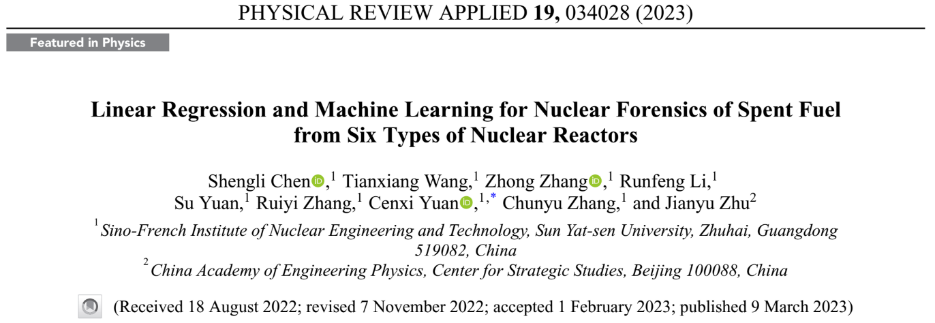 PHYSICAL REVIEW APPLIED 19, 034028 (2023)
Featured in Physics
Linear Regression and Machine Learning for Nuclear Forensics of Spent Fuel
from Six Types of Nuclear Reactors
Shengli Chen iD,1 Tianxiang Wang,1 Zhong Zhang iD,1 Runfeng Li,1
Su Yuan,1 Ruiyi Zhang,1 Cenxi Yuan iD,1,* Chunyu Zhang,1 and Jianyu Zhu2
1 Sino-French Institute of Nuclear Engineering and Technology, Sun Yat-sen University, Zhuhai, Guangdong
519082, China
2 China Academy of Engineering Physics, Center for Strategic Studies, Beijing 100088, China
(Received 18 August 2022; revised 7 November 2022; accepted 1 February 2023; published 9 March 2023)